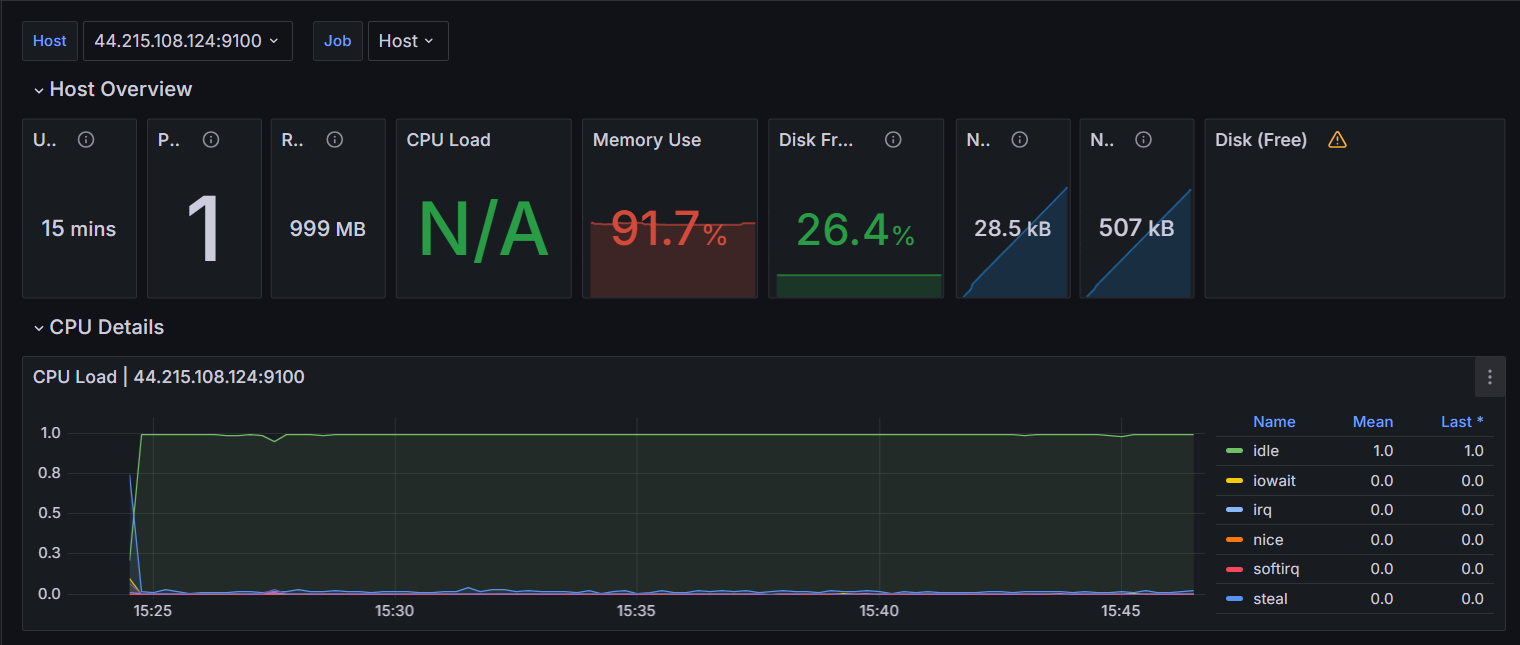 Host 44.215.108.124:9100 Job Host
Host Overview
U.. P.. R.. CPU Load Memory Use Disk Fr... N.. N.. Disk (Free)
15 mins 1 999 MB N/A 91.7% 26.4% 28.5 kB 507 kB
CPU Details
CPU Load | 44.215.108.124:9100
Name Mean Last *
1.0
0.8
0.5
0.3
0.0
15:25 15:30 15:35 15:40 15:45
idle 1.0 1.0
iowait 0.0 0.0
irq 0.0 0.0
nice 0.0 0.0
softirq 0.0 0.0
steal 0.0 0.0